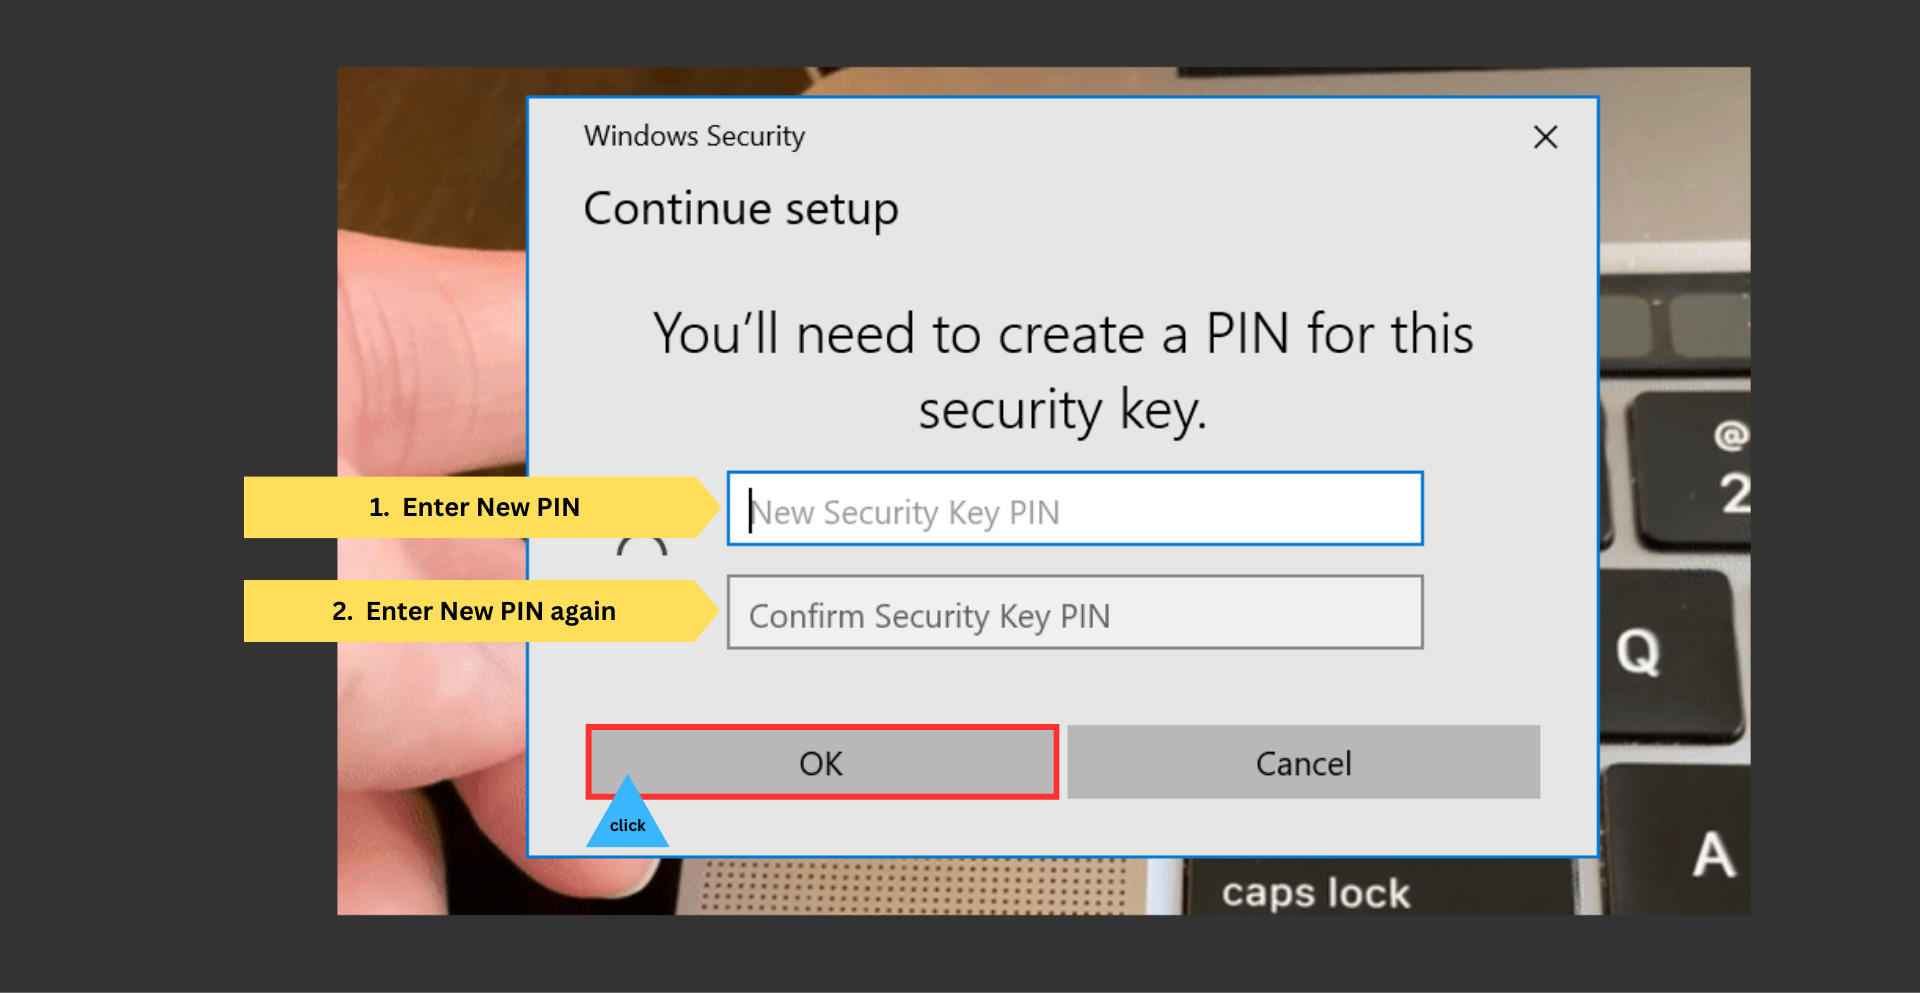 Windows Security
Continue setup
You'll need to create a PIN for this
security key.
1. Enter New PIN
New Security Key PIN
2. Enter New PIN again
Confirm Security Key PIN
OK
Cancel
click
@
2
Q
A
caps lock